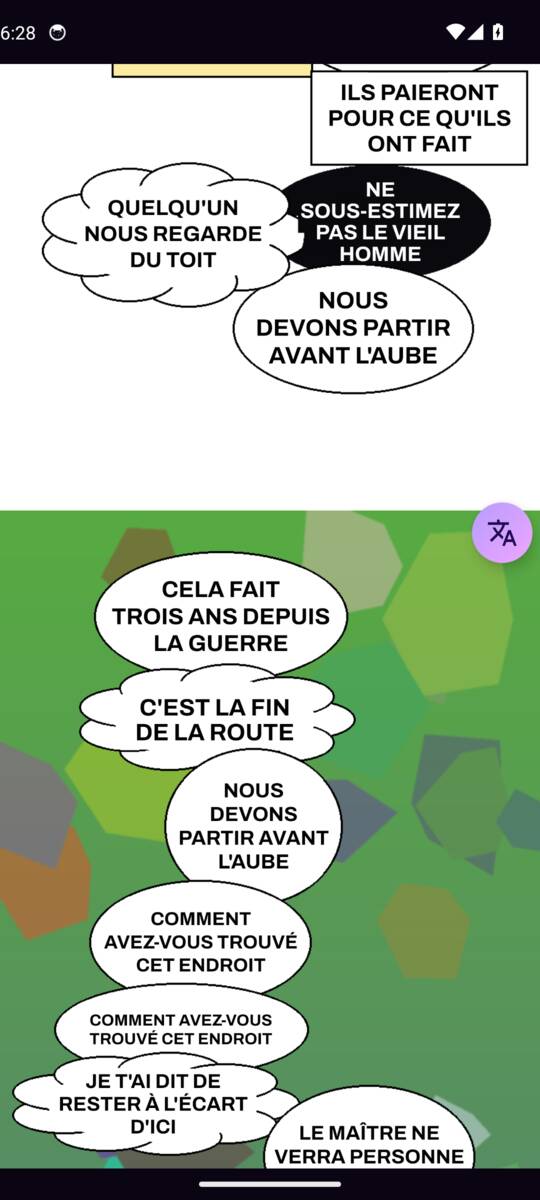 6:28
ILS PAIERONT
POUR CE QU'ILS
ONT FAIT
NE
SOUS-ESTIMEZ
PAS LE VIEIL
HOMME
QUELQU'UN
NOUS REGARDE
DU TOIT
NOUS
DEVONS PARTIR
AVANT L'AUBE
CELA FAIT
TROIS ANS DEPUIS
LA GUERRE
C'EST LA FIN
DE LA ROUTE
NOUS
DEVONS
PARTIR AVANT
L'AUBE
COMMENT
AVEZ-VOUS TROUVÉ
CET ENDROIT
COMMENT AVEZ-VOUS
TROUVÉ CET ENDROIT
JE T'AI DIT DE
RESTER À L'ÉCART
D'ICI
LE MAÎTRE NE
VERRA PERSONNE